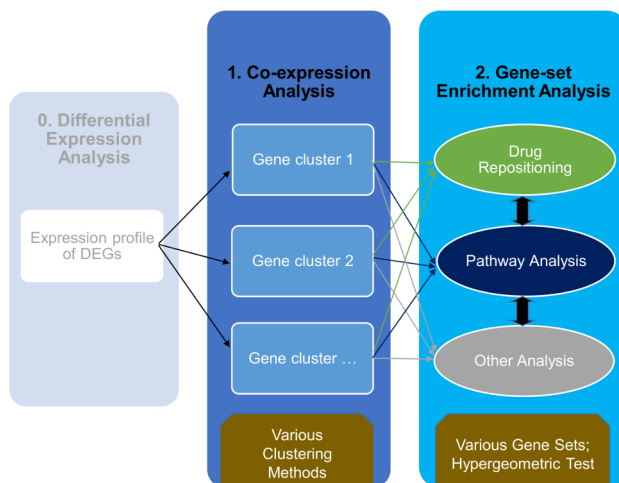 0. Differential
Expression
Analysis
Expression profile
of DEGs
1. Co-expression
Analysis
Gene cluster 1
Gene cluster 2
Gene cluster ...
Various
Clustering
Methods
2. Gene-set
Enrichment Analysis
Drug
Repositioning
Pathway Analysis
Other Analysis
Various Gene Sets;
Hypergeometric Test